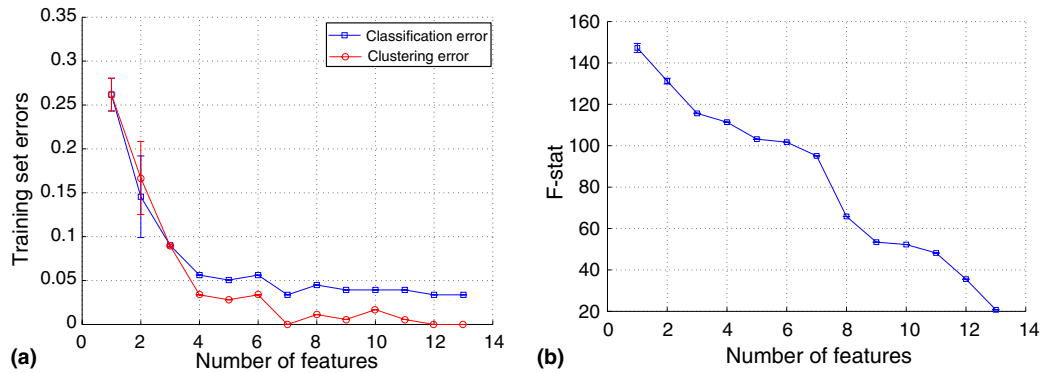 0.35
0.3
0.25
0.2
0.15
0.1
0.05
0
Training set errors
Classification error
Clustering error
0 2 4 6 8 10 12 14
Number of features
(a)
160
140
120
100
80
60
40
20
F-stat
0 2 4 6 8 10 12 14
Number of features
(b)